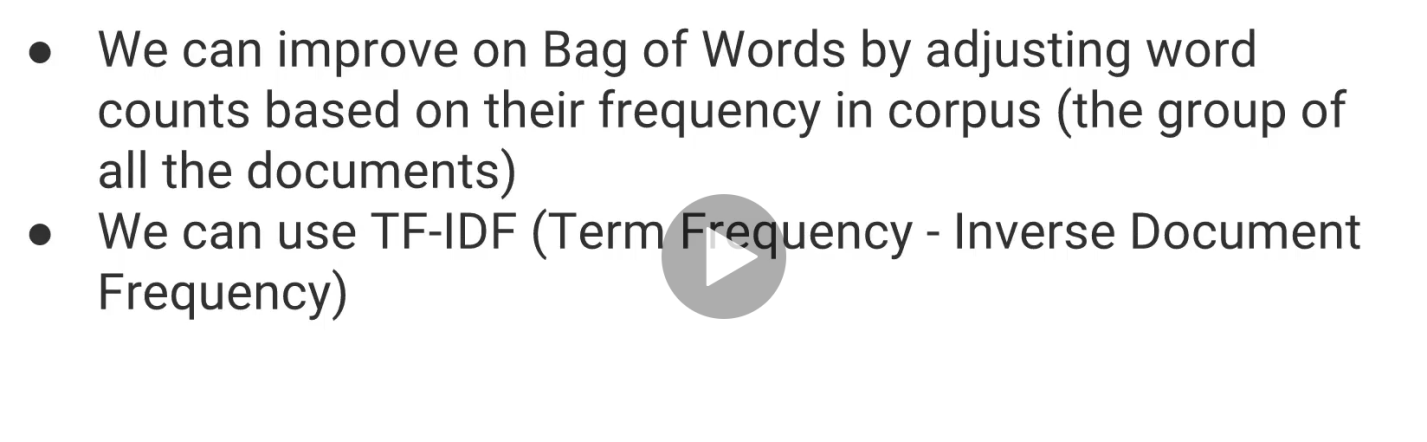 ● We can improve on Bag of Words by adjusting word
counts based on their frequency in corpus (the group of
all the documents)
● We can use TF-IDF (Term Frequency - Inverse Document
Frequency)